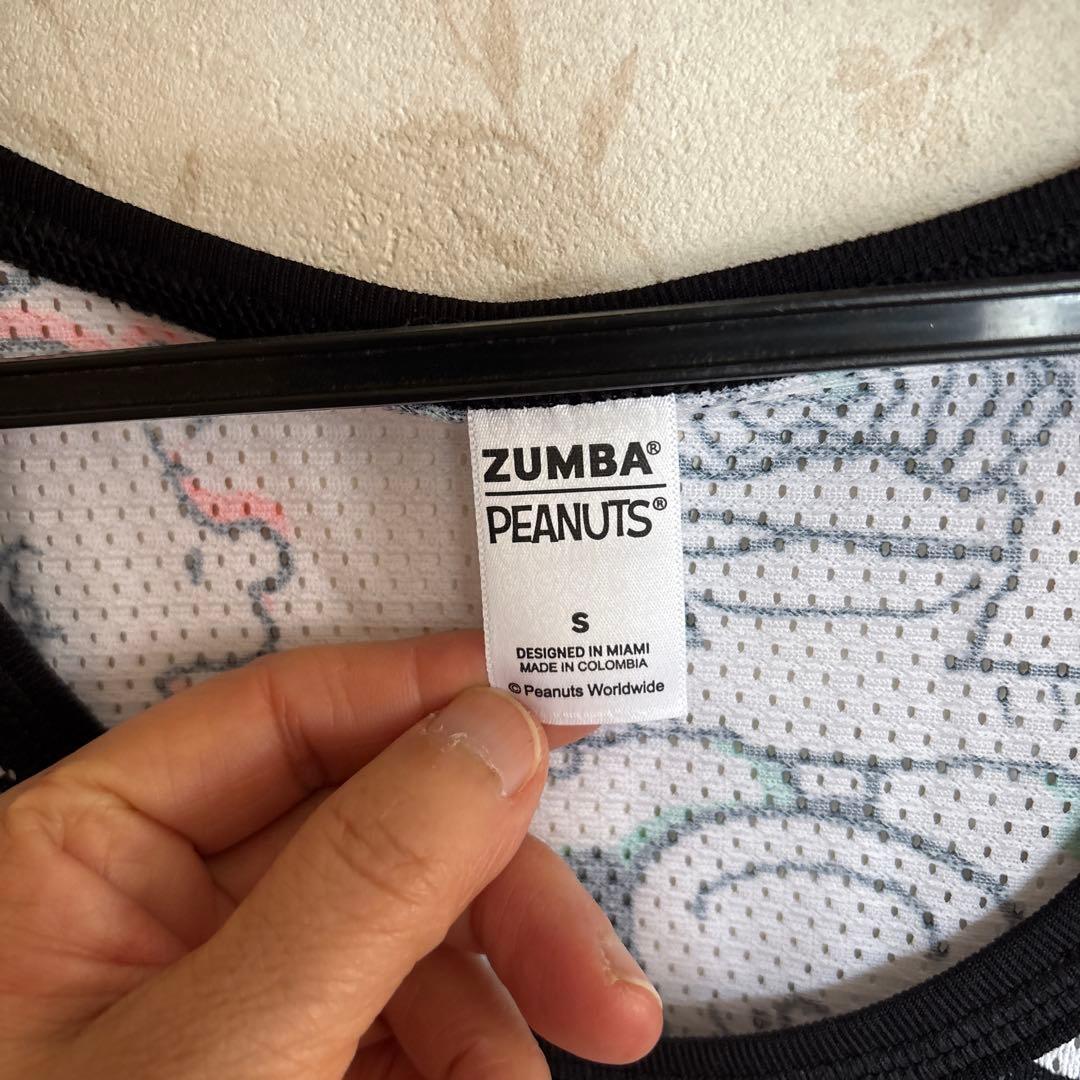 ZUMBA®
PEANUTS®
S
DESIGNED IN MIAMI
MADE IN COLOMBIA
© Peanuts Worldwide